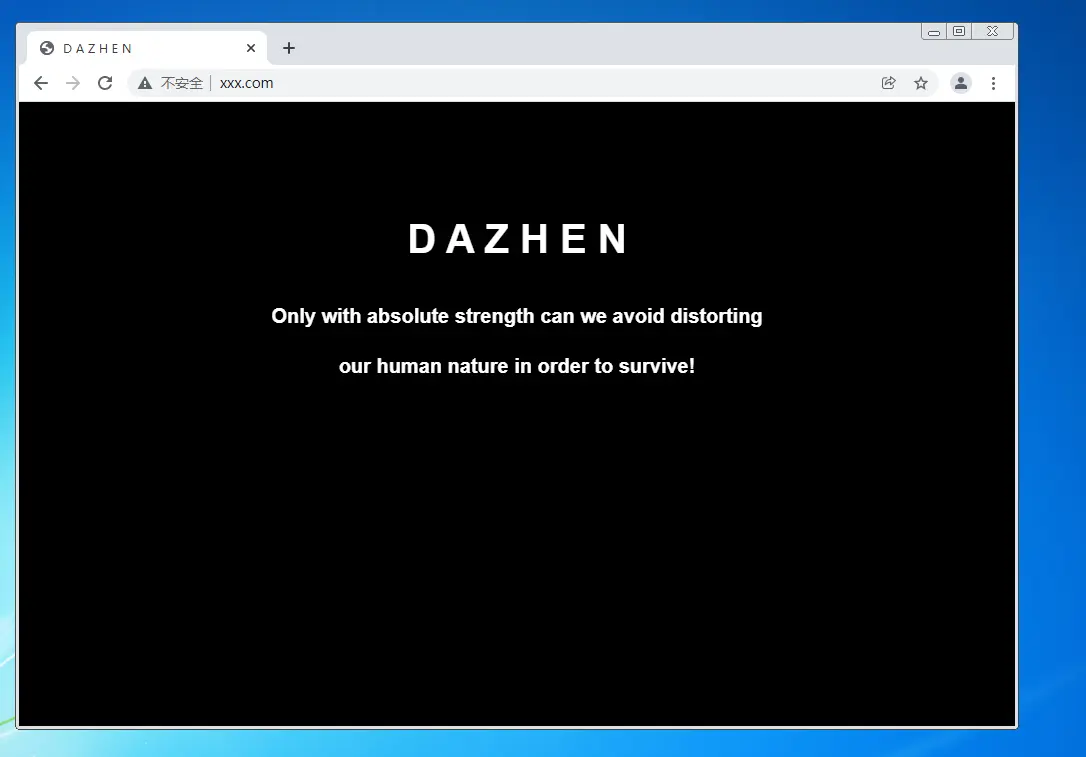 D A Z H E N
不安全 xxx.com
D A Z H E N
Only with absolute strength can we avoid distorting
our human nature in order to survive!